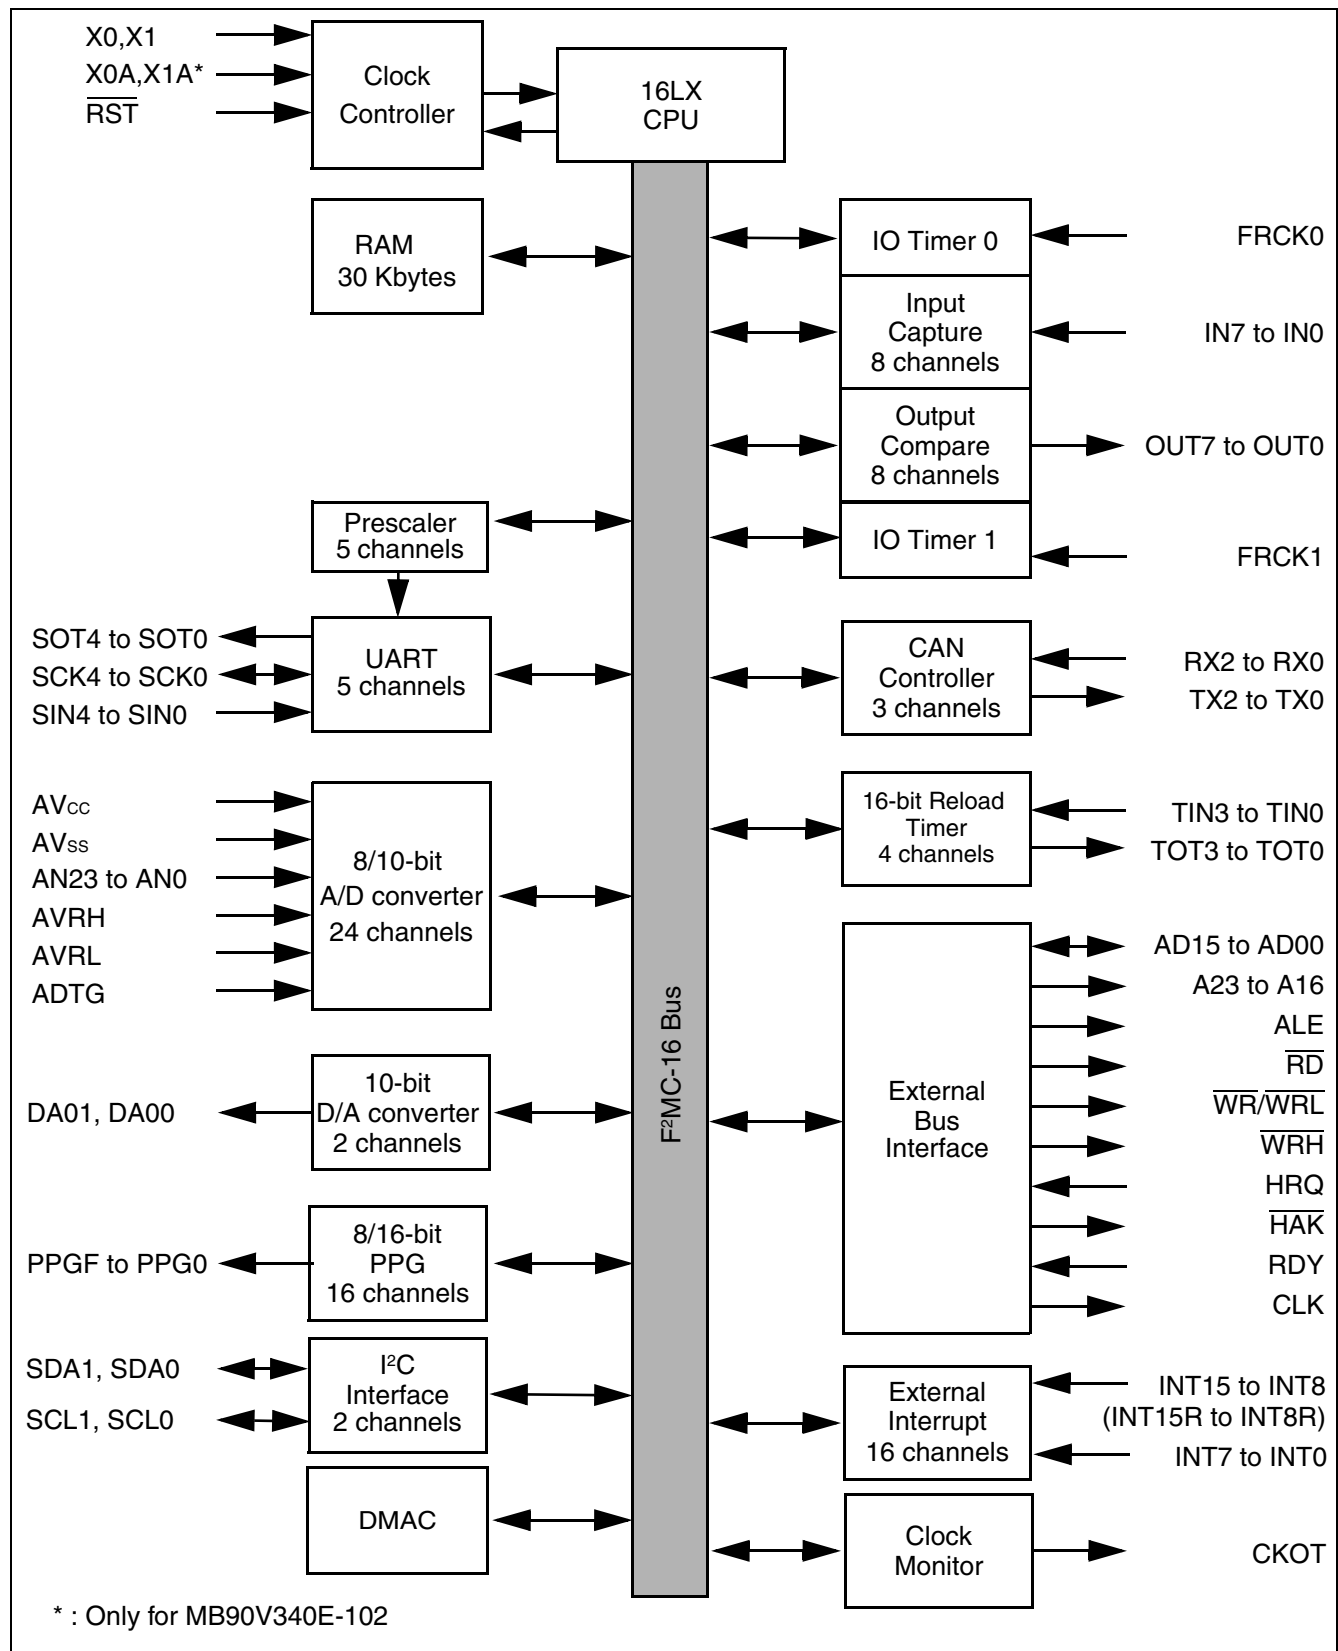 X0,X1
X0A,X1A*
RST
Clock
Controller
16LX
CPU
RAM
30 Kbytes
IO Timer 0
FRCK0
Input
Capture
8 channels
IN7 to IN0
Output
Compare
8 channels
OUT7 to OUT0
IO Timer 1
FRCK1
Prescaler
5 channels
SOT4 to SOT0
SCK4 to SCK0
SIN4 to SIN0
UART
5 channels
CAN
Controller
3 channels
RX2 to RX0
TX2 to TX0
AVcc
AVss
AN23 to AN0
AVRH
AVRL
ADTG
8/10-bit
A/D converter
24 channels
16-bit Reload
Timer
4 channels
TIN3 to TIN0
TOT3 to TOT0
F²MC-16 Bus
External
Bus
Interface
AD15 to AD00
A23 to A16
ALE
RD
WR/WRL
WRH
HRQ
HAK
RDY
CLK
DA01, DA00
10-bit
D/A converter
2 channels
PPGF to PPG0
8/16-bit
PPG
16 channels
SDA1, SDA0
SCL1, SCL0
I²C
Interface
2 channels
External
Interrupt
16 channels
INT15 to INT8
(INT15R to INT8R)
INT7 to INT0
DMAC
Clock
Monitor
CKOT
* : Only for MB90V340E-102